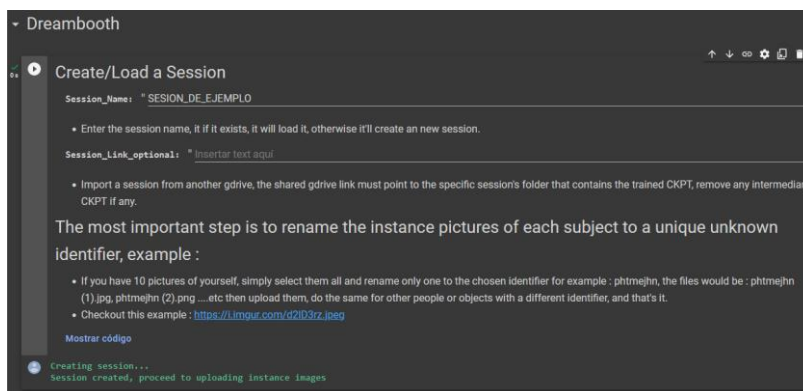 Dreambooth
0s
Create/Load a Session
Session_Name: " SESION_DE_EJEMPLO
Enter the session name, it if it exists, it will load it, otherwise it'll create an new session.
Session_Link_optional: " Insertar text aquí
Import a session from another gdrive, the shared gdrive link must point to the specific session's folder that contains the trained CKPT, remove any intermediar
CKPT if any.
The most important step is to rename the instance pictures of each subject to a unique unknown
identifier, example :
If you have 10 pictures of yourself, simply select them all and rename only one to the chosen identifier for example : phtmejhn, the files would be : phtmejhn
(1).jpg, phtmejhn (2).png ....etc then upload them, do the same for other people or objects with a different identifier, and that's it.
Checkout this example : https://i.imgur.com/d2lD3rz.jpeg
Mostrar código
Creating session...
Session created, proceed to uploading instance images